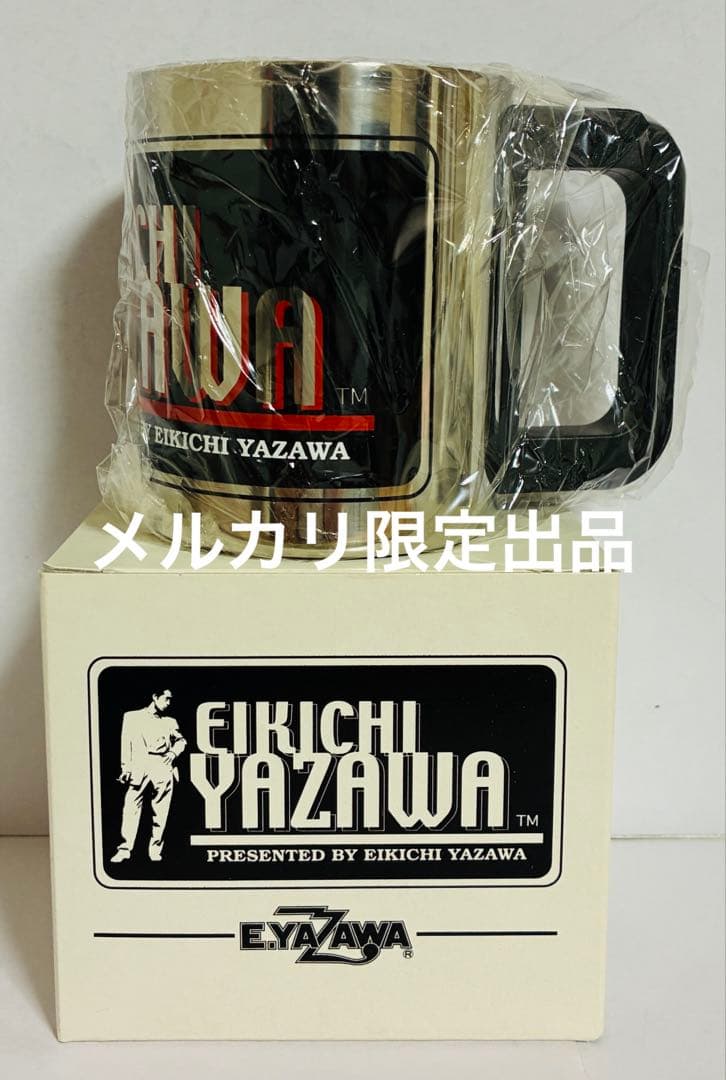 CHI
AWA
TM
BY EIKICHI YAZAWA
メルカリ限定出品
EIKICHI
YAZAWA
TM
PRESENTED BY EIKICHI YAZAWA
E.YAZAWA
®